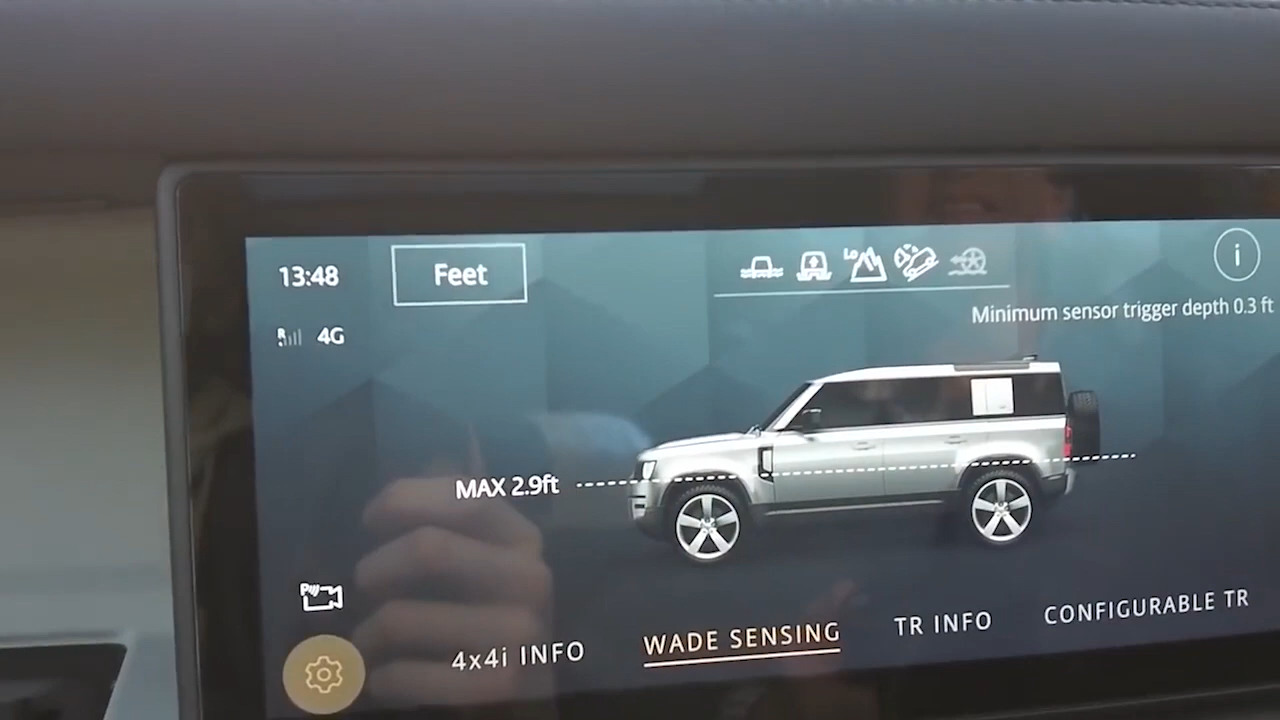 13:48
Feet
Lo
i
4G
Minimum sensor trigger depth 0.3 ft
MAX 2.9ft
4x4i INFO
WADE SENSING
TR INFO
CONFIGURABLE TR